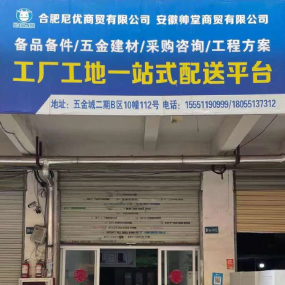 合肥尼优商贸有限公司 安徽帅堂商贸有限公司
备品备件/五金建材/采购咨询/工程方案
工厂工地一站式配送平台
地址：五金城二期B区10幢112号 电话：15551190999/18055137312